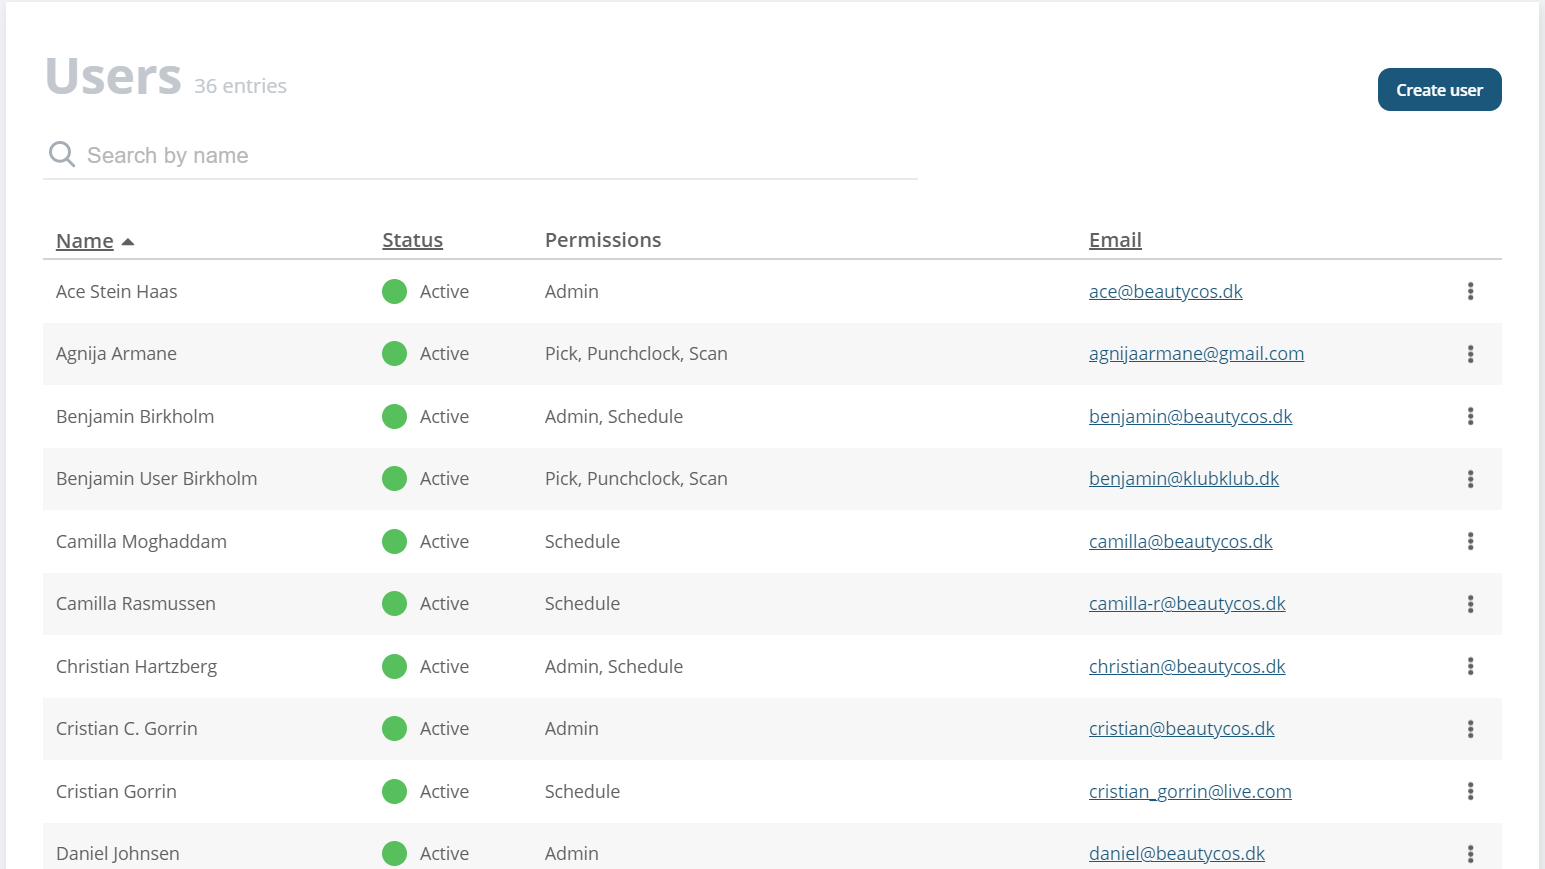 Users 36 entries
Create user
Search by name
Name Status Permissions Email
Ace Stein Haas Active Admin ace@beautycos.dk
Agnija Armane Active Pick, Punchclock, Scan agnijaarmane@gmail.com
Benjamin Birkholm Active Admin, Schedule benjamin@beautycos.dk
Benjamin User Birkholm Active Pick, Punchclock, Scan benjamin@klubklub.dk
Camilla Moghaddam Active Schedule camilla@beautycos.dk
Camilla Rasmussen Active Schedule camilla-r@beautycos.dk
Christian Hartzberg Active Admin, Schedule christian@beautycos.dk
Cristian C. Gorrin Active Admin cristian@beautycos.dk
Cristian Gorrin Active Schedule cristian_gorrin@live.com
Daniel Johnsen Active Admin daniel@beautycos.dk